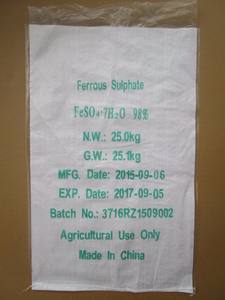 Ferrous Sulphate
FeSO₄·7H₂O 98%
N.W.: 25.0kg
G.W.: 25.1kg
MFG. Date: 2015-09-06
EXP. Date: 2017-09-05
Batch No.: 3716RZ1509002
Agricultural Use Only
Made In China